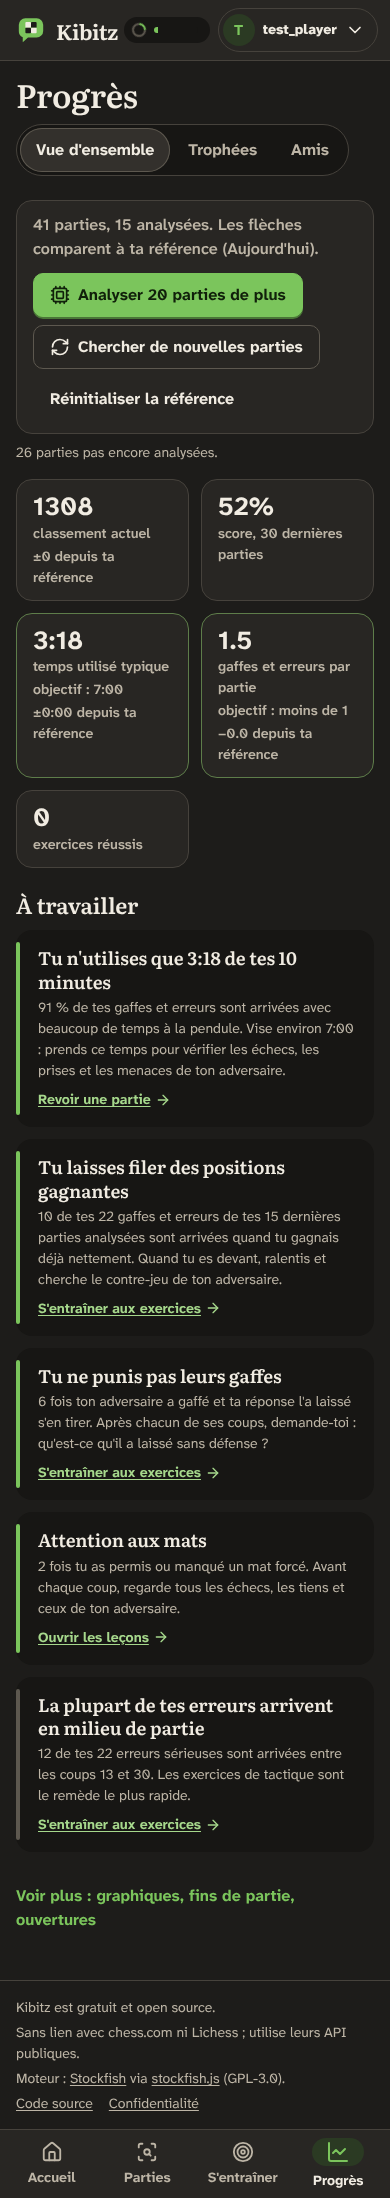 Kibitz
T test_player
Progrès
Vue d'ensemble Trophées Amis
41 parties, 15 analysées. Les flèches
comparent à ta référence (Aujourd'hui).
Analyser 20 parties de plus
Chercher de nouvelles parties
Réinitialiser la référence
26 parties pas encore analysées.
1308
classement actuel
±0 depuis ta
référence
52%
score, 30 dernières
parties
3:18
temps utilisé typique
objectif : 7:00
±0:00 depuis ta
référence
1.5
gaffes et erreurs par
partie
objectif : moins de 1
−0.0 depuis ta
référence
0
exercices réussis
À travailler
Tu n'utilises que 3:18 de tes 10
minutes
91 % de tes gaffes et erreurs sont arrivées avec
beaucoup de temps à la pendule. Vise environ 7:00
: prends ce temps pour vérifier les échecs, les
prises et les menaces de ton adversaire.
Revoir une partie →
Tu laisses filer des positions
gagnantes
10 de tes 22 gaffes et erreurs de tes 15 dernières
parties analysées sont arrivées quand tu gagnais
déjà nettement. Quand tu es devant, ralentis et
cherche le contre-jeu de ton adversaire.
S'entraîner aux exercices →
Tu ne punis pas leurs gaffes
6 fois ton adversaire a gaffé et ta réponse l'a laissé
s'en tirer. Après chacun de ses coups, demande-toi :
qu'est-ce qu'il a laissé sans défense ?
S'entraîner aux exercices →
Attention aux mats
2 fois tu as permis ou manqué un mat forcé. Avant
chaque coup, regarde tous les échecs, les tiens et
ceux de ton adversaire.
Ouvrir les leçons →
La plupart de tes erreurs arrivent
en milieu de partie
12 de tes 22 erreurs sérieuses sont arrivées entre
les coups 13 et 30. Les exercices de tactique sont
le remède le plus rapide.
S'entraîner aux exercices →
Voir plus : graphiques, fins de partie,
ouvertures
Kibitz est gratuit et open source.
Sans lien avec chess.com ni Lichess ; utilise leurs API
publiques.
Moteur : Stockfish via stockfish.js (GPL-3.0).
Code source Confidentialité
Accueil Parties S'entraîner Progrès